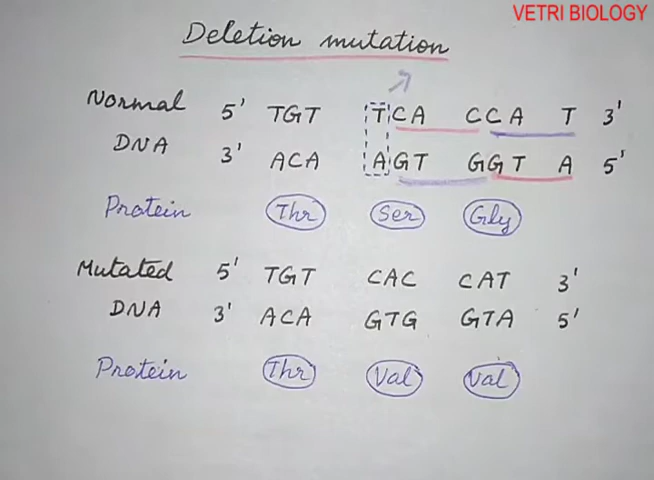 VETRI BIOLOGY
Deletion mutation
Normal 5' TGT TCA CCA T 3'
DNA 3' ACA AGT GGT A 5'
Protein Thr Ser Gly
Mutated 5' TGT CAC CAT 3'
DNA 3' ACA GTG GTA 5'
Protein Thr Val Val